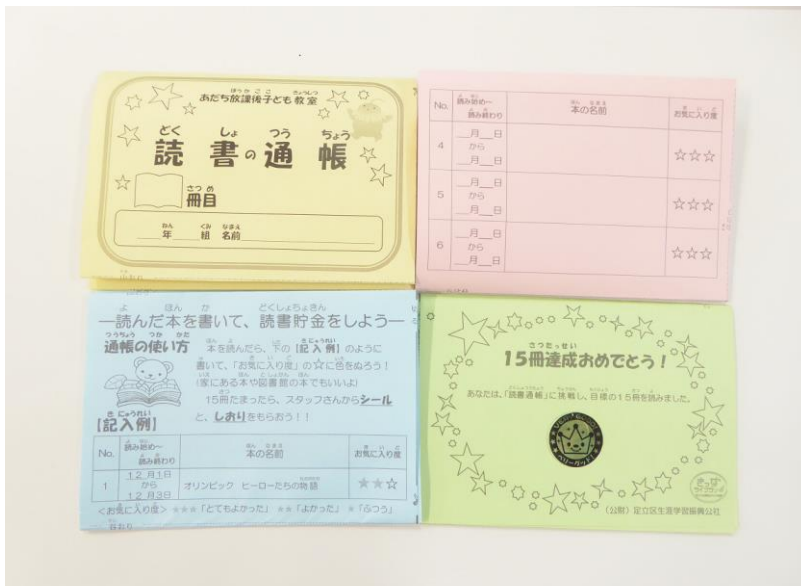 あだち放課後子ども教室
読書の通帳
冊目
年 組 名前
No. 読み始め〜読み終わり 本の名前 お気に入り度
4 月 日から 月 日 ☆☆☆
5 月 日から 月 日 ☆☆☆
6 月 日から 月 日 ☆☆☆
―読んだ本を書いて、読書貯金をしよう―
通帳の使い方
本を読んだら、下の【記入例】のように
書いて、「お気に入り度」の☆に色をぬろう!
(家にある本や図書館の本でもいいよ)
15冊たまったら、スタッフさんからシール
と、しおりをもらおう!!
【記入例】
No. 読み始め〜読み終わり 本の名前 お気に入り度
1 12月1日から12月3日 オリンピック ヒーローたちの物語 ★★☆
<お気に入り度> ★★★「とてもよかった」 ★★「よかった」 ★「ふつう」
15冊達成おめでとう!
あなたは、「読書通帳」に挑戦し、目標の15冊を読みました。
(公財)足立区生涯学習振興公社